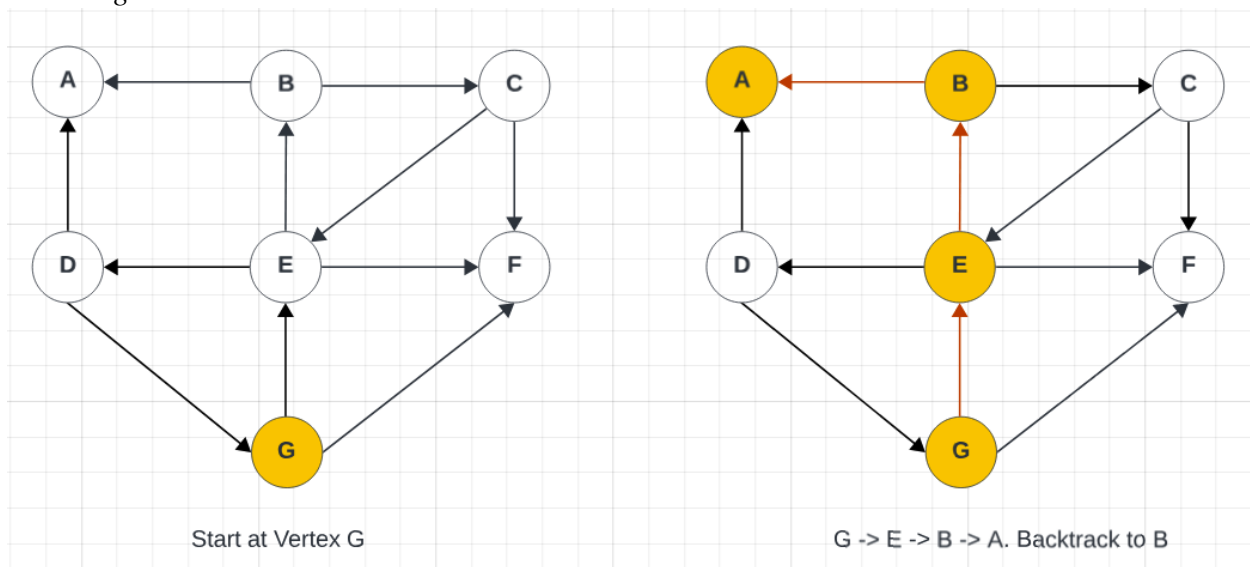 A B C A B C
D E F D E F
G G
Start at Vertex G G -> E -> B -> A. Backtrack to B